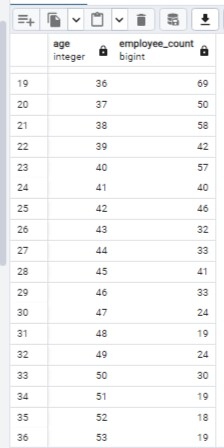 age employee_count
integer bigint
19 36 69
20 37 50
21 38 58
22 39 42
23 40 57
24 41 40
25 42 46
26 43 32
27 44 33
28 45 41
29 46 33
30 47 24
31 48 19
32 49 24
33 50 30
34 51 19
35 52 18
36 53 19